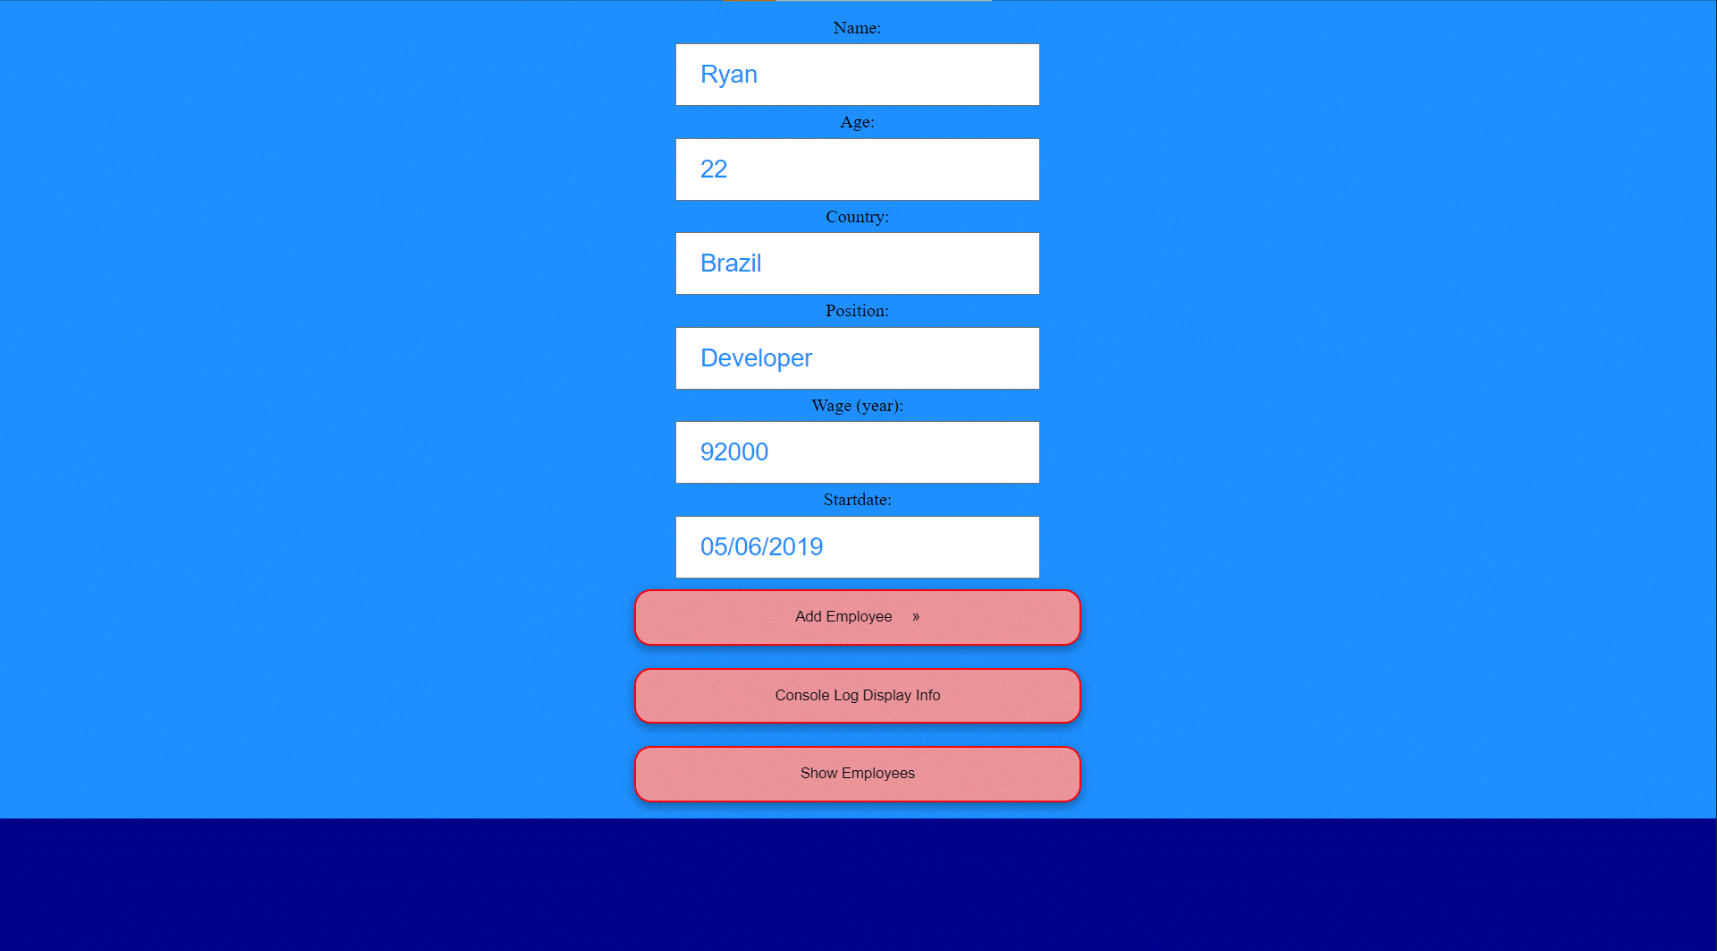 Name:
Ryan
Age:
22
Country:
Brazil
Position:
Developer
Wage (year):
92000
Startdate:
05/06/2019
Add Employee »
Console Log Display Info
Show Employees